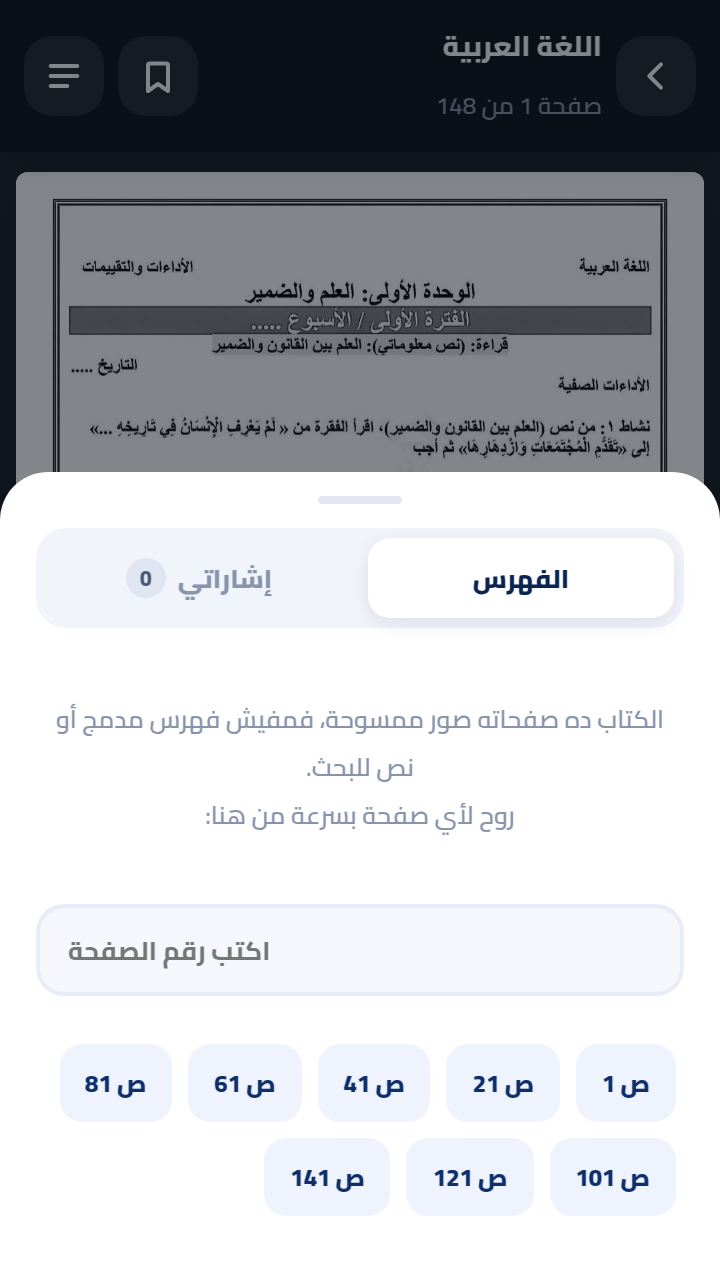 اللغة العربية
صفحة 1 من 148
اللغة العربية
الأداءات والتقييمات
الوحدة الأولى: العلم والضمير
الفترة الأولى / الأسبوع .....
قراءة: (نص معلوماتي): العلم بين القانون والضمير
التاريخ .....
الأداءات الصفية
نشاط ١: من نص (العلم بين القانون والضمير)، اقرأ الفقرة من « لَمْ يَعْرِفِ الْإِنْسَانُ فِي تَارِيخِهِ ...»
إلى «تَقَدُّمِ الْمُجْتَمَعَاتِ وَازْدِهَارِهَا» ثم أجب
الفهرس
إشاراتي 0
الكتاب ده صفحاته صور ممسوحة، فمفيش فهرس مدمج أو
نص للبحث.
روح لأي صفحة بسرعة من هنا:
اكتب رقم الصفحة
ص 1
ص 21
ص 41
ص 61
ص 81
ص 101
ص 121
ص 141